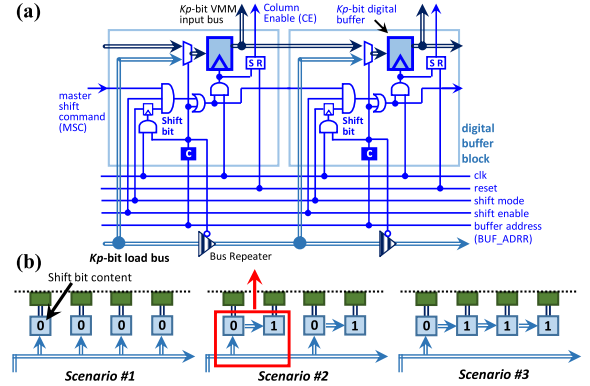 (a)
Kp-bit VMM
input bus
Column
Enable (CE)
Kp-bit digital
buffer
S R
S R
master
shift
command
(MSC)
Shift
bit
Shift
bit
C
C
digital
buffer
block
clk
reset
shift mode
shift enable
buffer address
(BUF_ADRR)
Kp-bit load bus
Bus Repeater
(b)
Shift bit content
0 0 0 0
0 1 0 1
0 1 1 1
Scenario #1
Scenario #2
Scenario #3